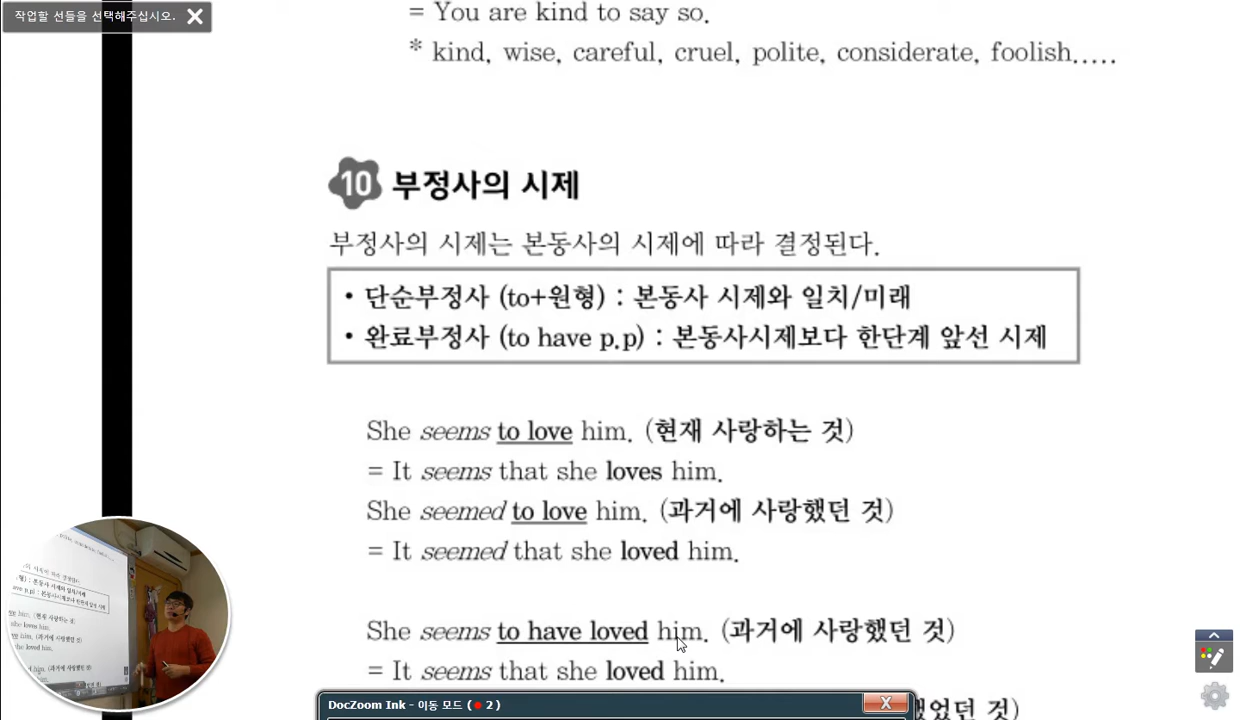 작업할 선들을 선택해주십시오.
= You are kind to say so.
* kind, wise, careful, cruel, polite, considerate, foolish.....
10 부정사의 시제
부정사의 시제는 본동사의 시제에 따라 결정된다.
• 단순부정사 (to+원형) : 본동사 시제와 일치/미래
• 완료부정사 (to have p.p) : 본동사시제보다 한단계 앞선 시제
She seems to love him. (현재 사랑하는 것)
= It seems that she loves him.
She seemed to love him. (과거에 사랑했던 것)
= It seemed that she loved him.
She seems to have loved him. (과거에 사랑했던 것)
= It seems that she loved him.
DocZoom Ink - 이동 모드 ( 2 )
했었던 것)